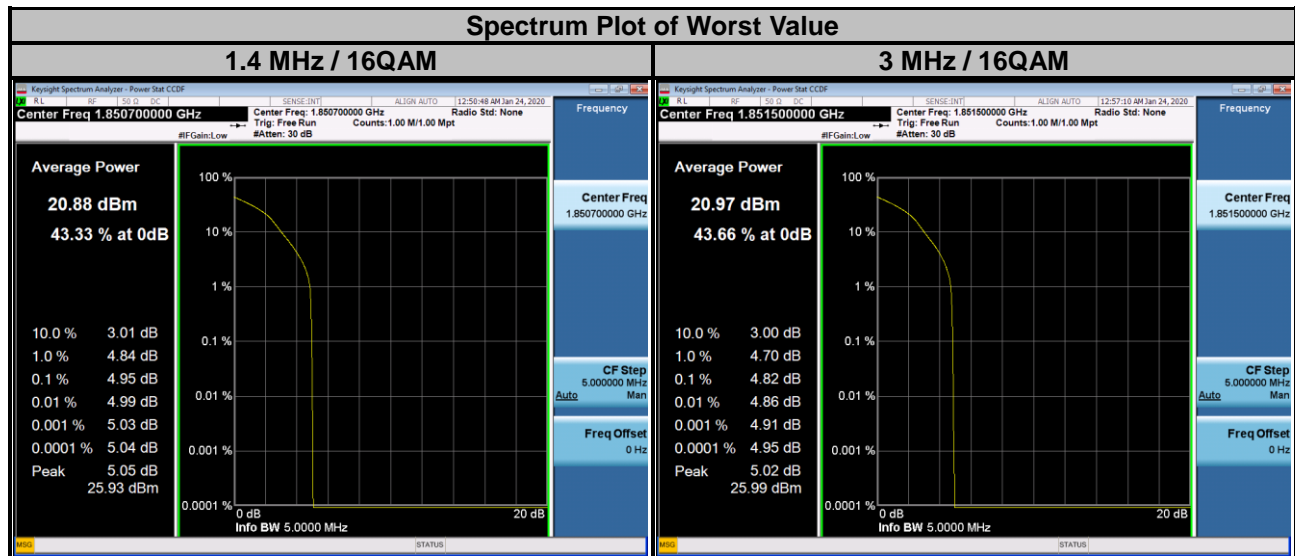 Spectrum Plot of Worst Value
1.4 MHz / 16QAM
Keysight Spectrum Analyzer - Power Stat CCDF
RL RF 50 Ω DC SENSE:INT ALIGN AUTO 12:50:48 AM Jan 24, 2020
Center Freq 1.850700000 GHz
Center Freq: 1.850700000 GHz Radio Std: None
Trig: Free Run Counts:1.00 M/1.00 Mpt
#IFGain:Low #Atten: 30 dB
Frequency
Average Power
20.88 dBm
43.33 % at 0dB
10.0 % 3.01 dB
1.0 % 4.84 dB
0.1 % 4.95 dB
0.01 % 4.99 dB
0.001 % 5.03 dB
0.0001 % 5.04 dB
Peak 5.05 dB
25.93 dBm
100 %
10 %
1 %
0.1 %
0.01 %
0.001 %
0.0001 %
0 dB 20 dB
Info BW 5.0000 MHz
Center Freq
1.850700000 GHz
CF Step
5.000000 MHz
Auto Man
Freq Offset
0 Hz
MSG STATUS
3 MHz / 16QAM
Keysight Spectrum Analyzer - Power Stat CCDF
RL RF 50 Ω DC SENSE:INT ALIGN AUTO 12:57:10 AM Jan 24, 2020
Center Freq 1.851500000 GHz
Center Freq: 1.851500000 GHz Radio Std: None
Trig: Free Run Counts:1.00 M/1.00 Mpt
#IFGain:Low #Atten: 30 dB
Frequency
Average Power
20.97 dBm
43.66 % at 0dB
10.0 % 3.00 dB
1.0 % 4.70 dB
0.1 % 4.82 dB
0.01 % 4.86 dB
0.001 % 4.91 dB
0.0001 % 4.95 dB
Peak 5.02 dB
25.99 dBm
100 %
10 %
1 %
0.1 %
0.01 %
0.001 %
0.0001 %
0 dB 20 dB
Info BW 5.0000 MHz
Center Freq
1.851500000 GHz
CF Step
5.000000 MHz
Auto Man
Freq Offset
0 Hz
MSG STATUS